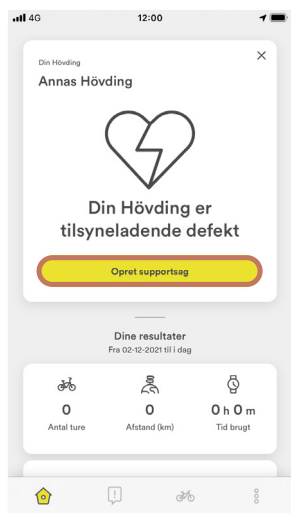 4G 12:00
Din Hövding
Annas Hövding
Din Hövding er
tilsyneladende defekt
Opret supportsag
Dine resultater
Fra 02-12-2021 til i dag
0 0 0 h 0 m
Antal ture Afstand (km) Tid brugt